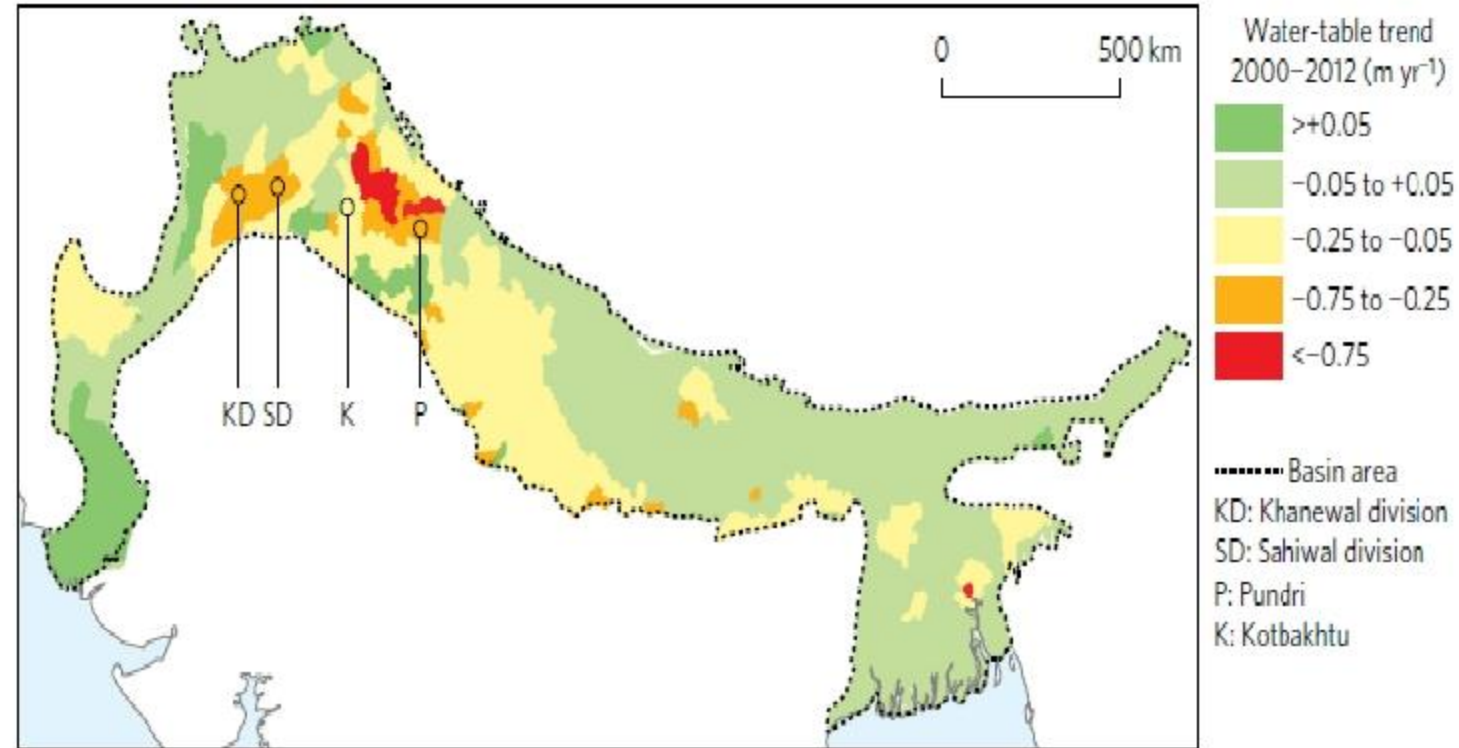 0 500 km
KD SD K P
Water-table trend
2000–2012 (m yr⁻¹)
>+0.05
−0.05 to +0.05
−0.25 to −0.05
−0.75 to −0.25
<−0.75
Basin area
KD: Khanewal division
SD: Sahiwal division
P: Pundri
K: Kotbakhtu